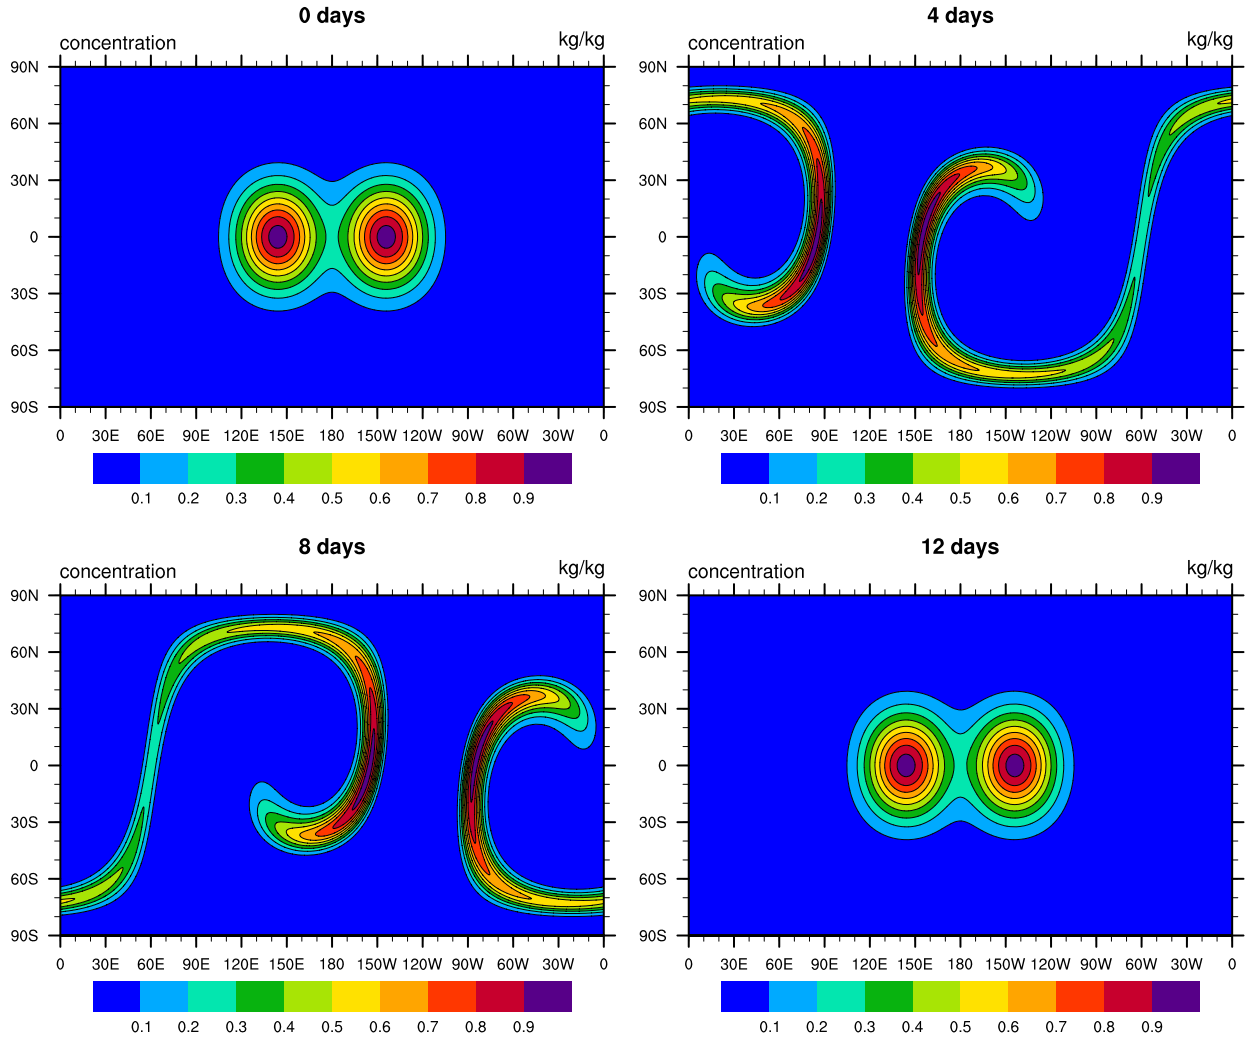 0 days
concentration kg/kg
90N
60N
30N
0
30S
60S
90S
0 30E 60E 90E 120E 150E 180 150W 120W 90W 60W 30W 0
0.1 0.2 0.3 0.4 0.5 0.6 0.7 0.8 0.9
4 days
concentration kg/kg
90N
60N
30N
0
30S
60S
90S
0 30E 60E 90E 120E 150E 180 150W 120W 90W 60W 30W 0
0.1 0.2 0.3 0.4 0.5 0.6 0.7 0.8 0.9
8 days
concentration kg/kg
90N
60N
30N
0
30S
60S
90S
0 30E 60E 90E 120E 150E 180 150W 120W 90W 60W 30W 0
0.1 0.2 0.3 0.4 0.5 0.6 0.7 0.8 0.9
12 days
concentration kg/kg
90N
60N
30N
0
30S
60S
90S
0 30E 60E 90E 120E 150E 180 150W 120W 90W 60W 30W 0
0.1 0.2 0.3 0.4 0.5 0.6 0.7 0.8 0.9